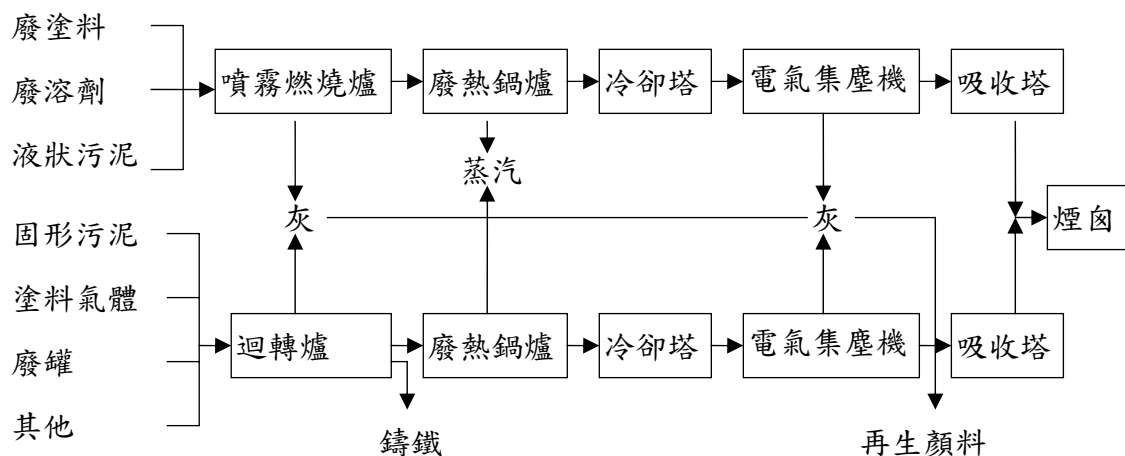 廢塗料
廢溶劑
液狀污泥
噴霧燃燒爐
廢熱鍋爐
冷卻塔
電氣集塵機
吸收塔
蒸汽
灰
灰
煙囪
固形污泥
塗料氣體
廢罐
其他
迴轉爐
廢熱鍋爐
冷卻塔
電氣集塵機
吸收塔
鑄鐵
再生顏料